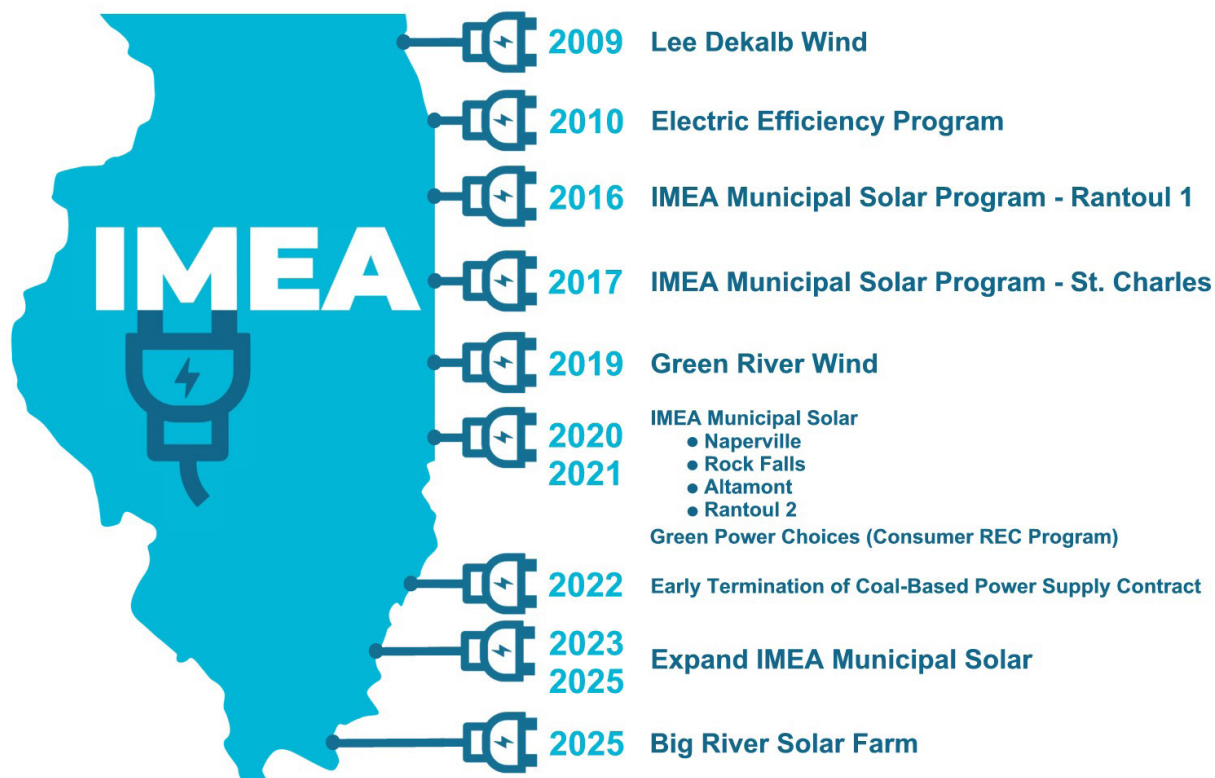 IMEA
2009 Lee Dekalb Wind
2010 Electric Efficiency Program
2016 IMEA Municipal Solar Program - Rantoul 1
2017 IMEA Municipal Solar Program - St. Charles
2019 Green River Wind
2020
2021
IMEA Municipal Solar
● Naperville
● Rock Falls
● Altamont
● Rantoul 2
Green Power Choices (Consumer REC Program)
2022 Early Termination of Coal-Based Power Supply Contract
2023
2025
Expand IMEA Municipal Solar
2025 Big River Solar Farm